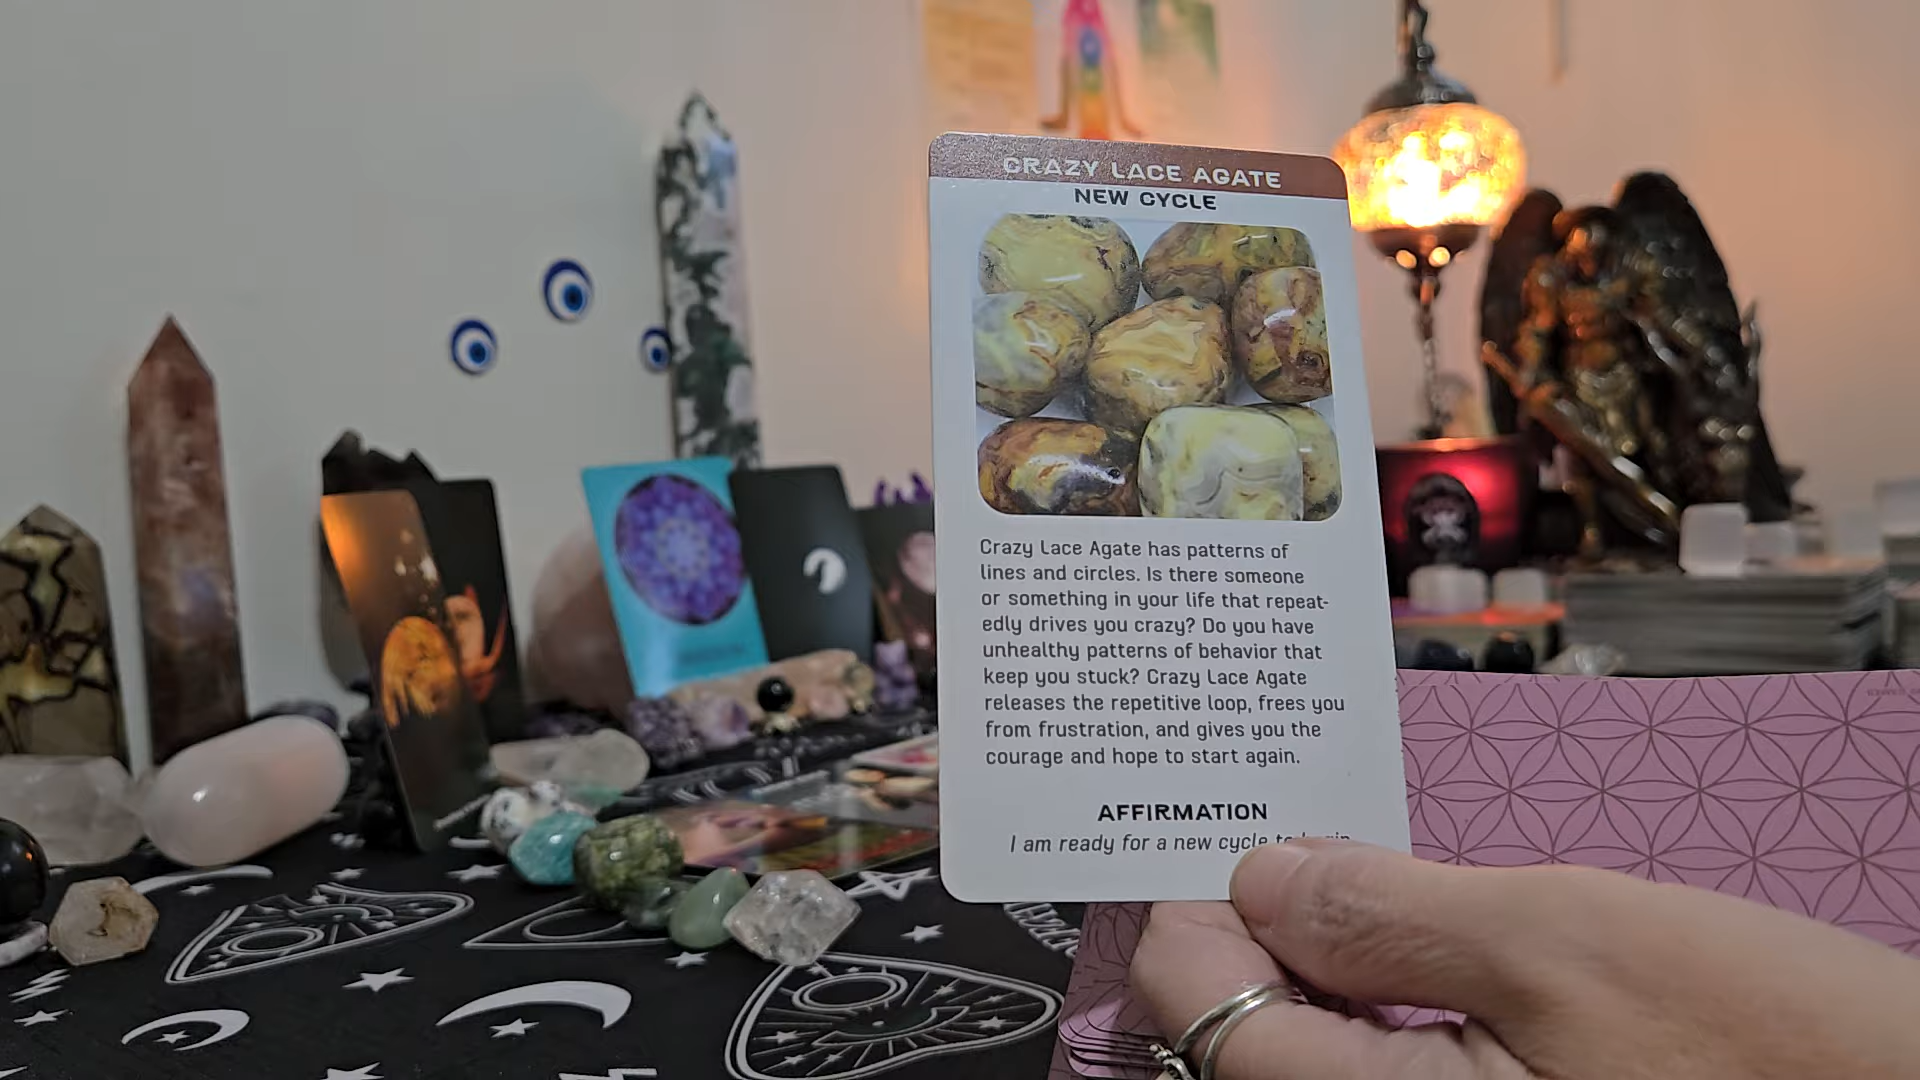 CRAZY LACE AGATE
NEW CYCLE
Crazy Lace Agate has patterns of
lines and circles. Is there someone
or something in your life that repeat-
edly drives you crazy? Do you have
unhealthy patterns of behavior that
keep you stuck? Crazy Lace Agate
releases the repetitive loop, frees you
from frustration, and gives you the
courage and hope to start again.
AFFIRMATION
I am ready for a new cycle to begin